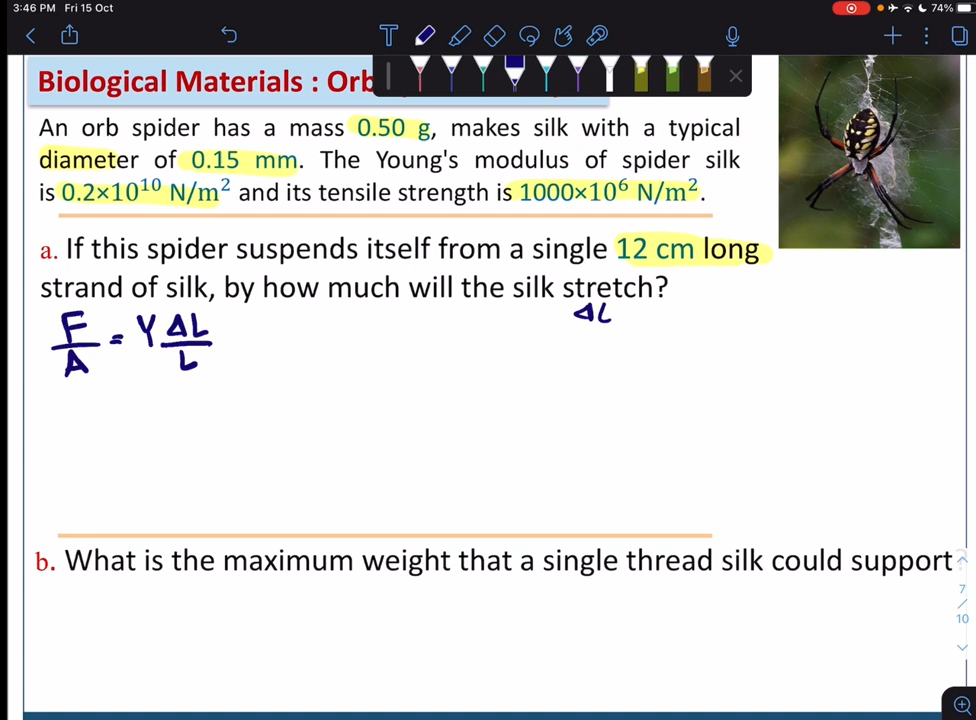 3:46 PM Fri 15 Oct
74%
Biological Materials : Orb
An orb spider has a mass 0.50 g, makes silk with a typical
diameter of 0.15 mm. The Young's modulus of spider silk
is 0.2×10¹⁰ N/m² and its tensile strength is 1000×10⁶ N/m².
a. If this spider suspends itself from a single 12 cm long
strand of silk, by how much will the silk stretch?
ΔL
F/A = Y ΔL/L
b. What is the maximum weight that a single thread silk could support
7
/
10